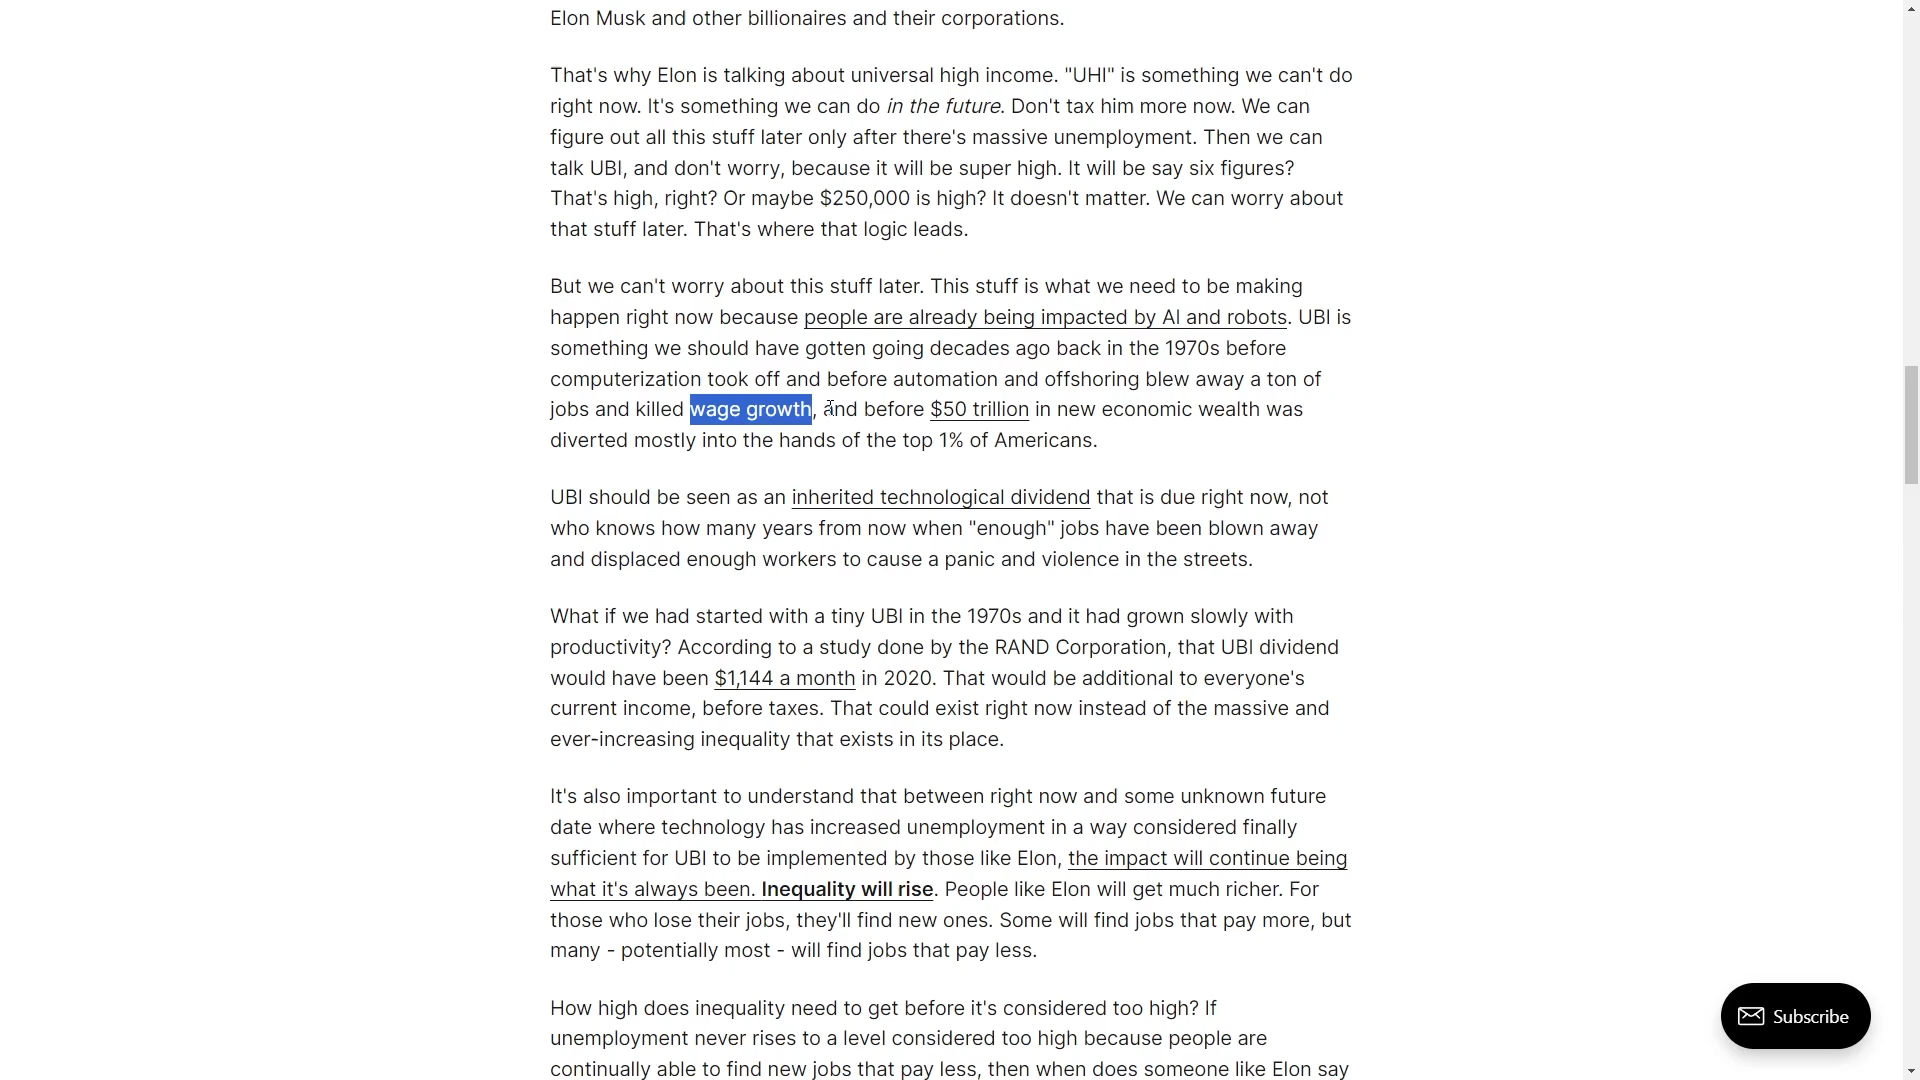 Elon Musk and other billionaires and their corporations.
That's why Elon is talking about universal high income. "UHI" is something we can't do
right now. It's something we can do in the future. Don't tax him more now. We can
figure out all this stuff later only after there's massive unemployment. Then we can
talk UBI, and don't worry, because it will be super high. It will be say six figures?
That's high, right? Or maybe $250,000 is high? It doesn't matter. We can worry about
that stuff later. That's where that logic leads.
But we can't worry about this stuff later. This stuff is what we need to be making
happen right now because people are already being impacted by AI and robots. UBI is
something we should have gotten going decades ago back in the 1970s before
computerization took off and before automation and offshoring blew away a ton of
jobs and killed wage growth, and before $50 trillion in new economic wealth was
diverted mostly into the hands of the top 1% of Americans.
UBI should be seen as an inherited technological dividend that is due right now, not
who knows how many years from now when "enough" jobs have been blown away
and displaced enough workers to cause a panic and violence in the streets.
What if we had started with a tiny UBI in the 1970s and it had grown slowly with
productivity? According to a study done by the RAND Corporation, that UBI dividend
would have been $1,144 a month in 2020. That would be additional to everyone's
current income, before taxes. That could exist right now instead of the massive and
ever-increasing inequality that exists in its place.
It's also important to understand that between right now and some unknown future
date where technology has increased unemployment in a way considered finally
sufficient for UBI to be implemented by those like Elon, the impact will continue being
what it's always been. Inequality will rise. People like Elon will get much richer. For
those who lose their jobs, they'll find new ones. Some will find jobs that pay more, but
many - potentially most - will find jobs that pay less.
How high does inequality need to get before it's considered too high? If
unemployment never rises to a level considered too high because people are
continually able to find new jobs that pay less, then when does someone like Elon say
Subscribe